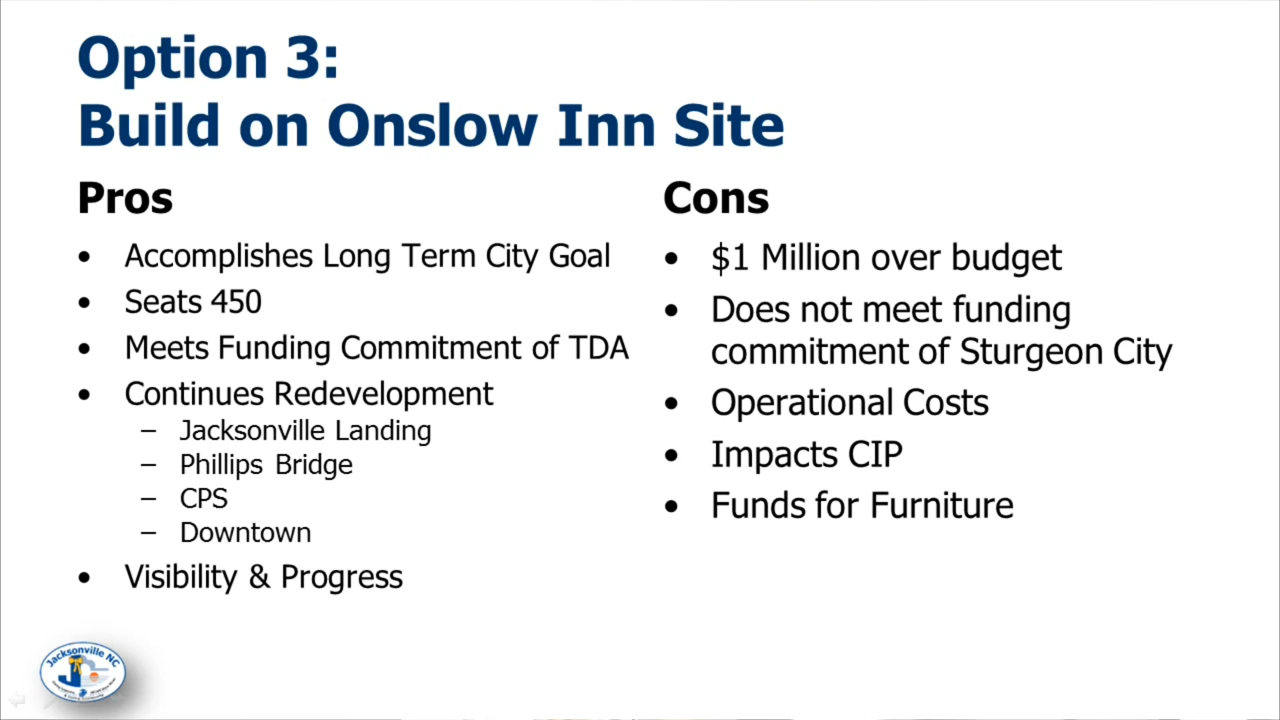 Option 3:
Build on Onslow Inn Site
Pros
• Accomplishes Long Term City Goal
• Seats 450
• Meets Funding Commitment of TDA
• Continues Redevelopment
– Jacksonville Landing
– Phillips Bridge
– CPS
– Downtown
• Visibility & Progress
Cons
• $1 Million over budget
• Does not meet funding
commitment of Sturgeon City
• Operational Costs
• Impacts CIP
• Funds for Furniture
Jacksonville NC